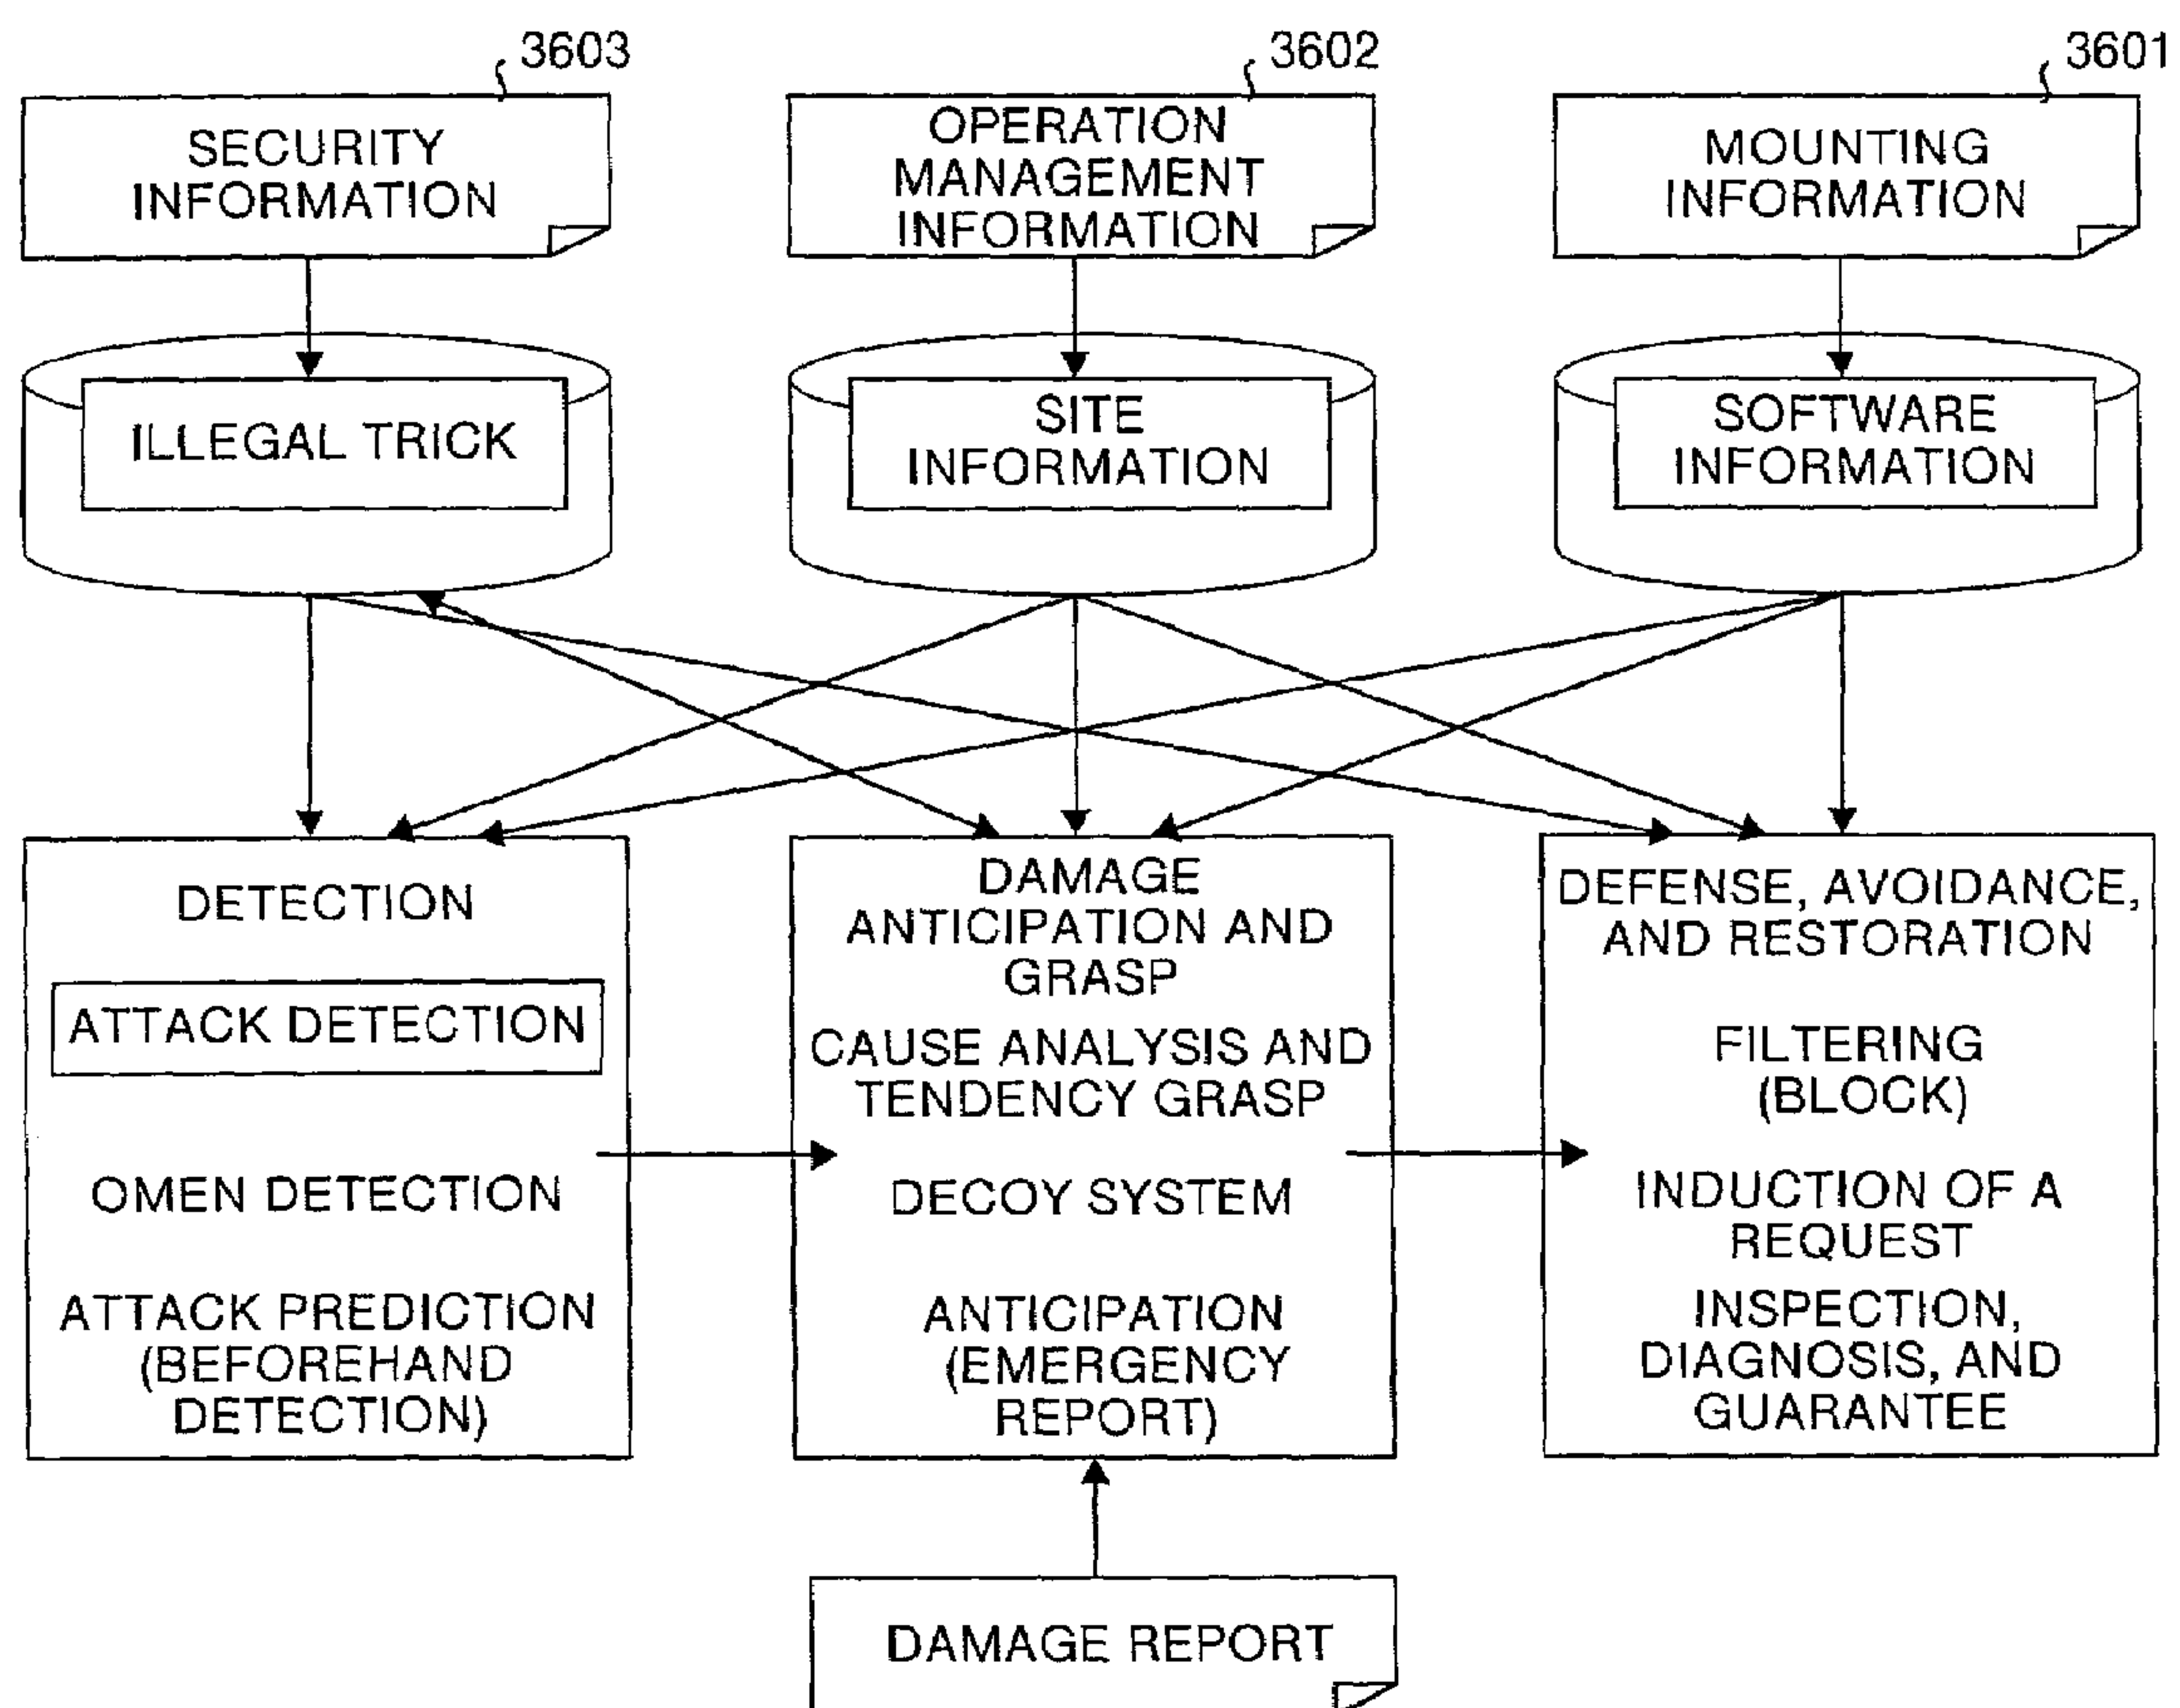 3603
3602
3601
SECURITY
INFORMATION
OPERATION
MANAGEMENT
INFORMATION
MOUNTING
INFORMATION
ILLEGAL TRICK
SITE
INFORMATION
SOFTWARE
INFORMATION
DETECTION
ATTACK DETECTION
OMEN DETECTION
ATTACK PREDICTION
(BEFOREHAND
DETECTION)
DAMAGE
ANTICIPATION AND
GRASP
CAUSE ANALYSIS AND
TENDENCY GRASP
DECOY SYSTEM
ANTICIPATION
(EMERGENCY
REPORT)
DEFENSE, AVOIDANCE,
AND RESTORATION
FILTERING
(BLOCK)
INDUCTION OF A
REQUEST
INSPECTION,
DIAGNOSIS, AND
GUARANTEE
DAMAGE REPORT